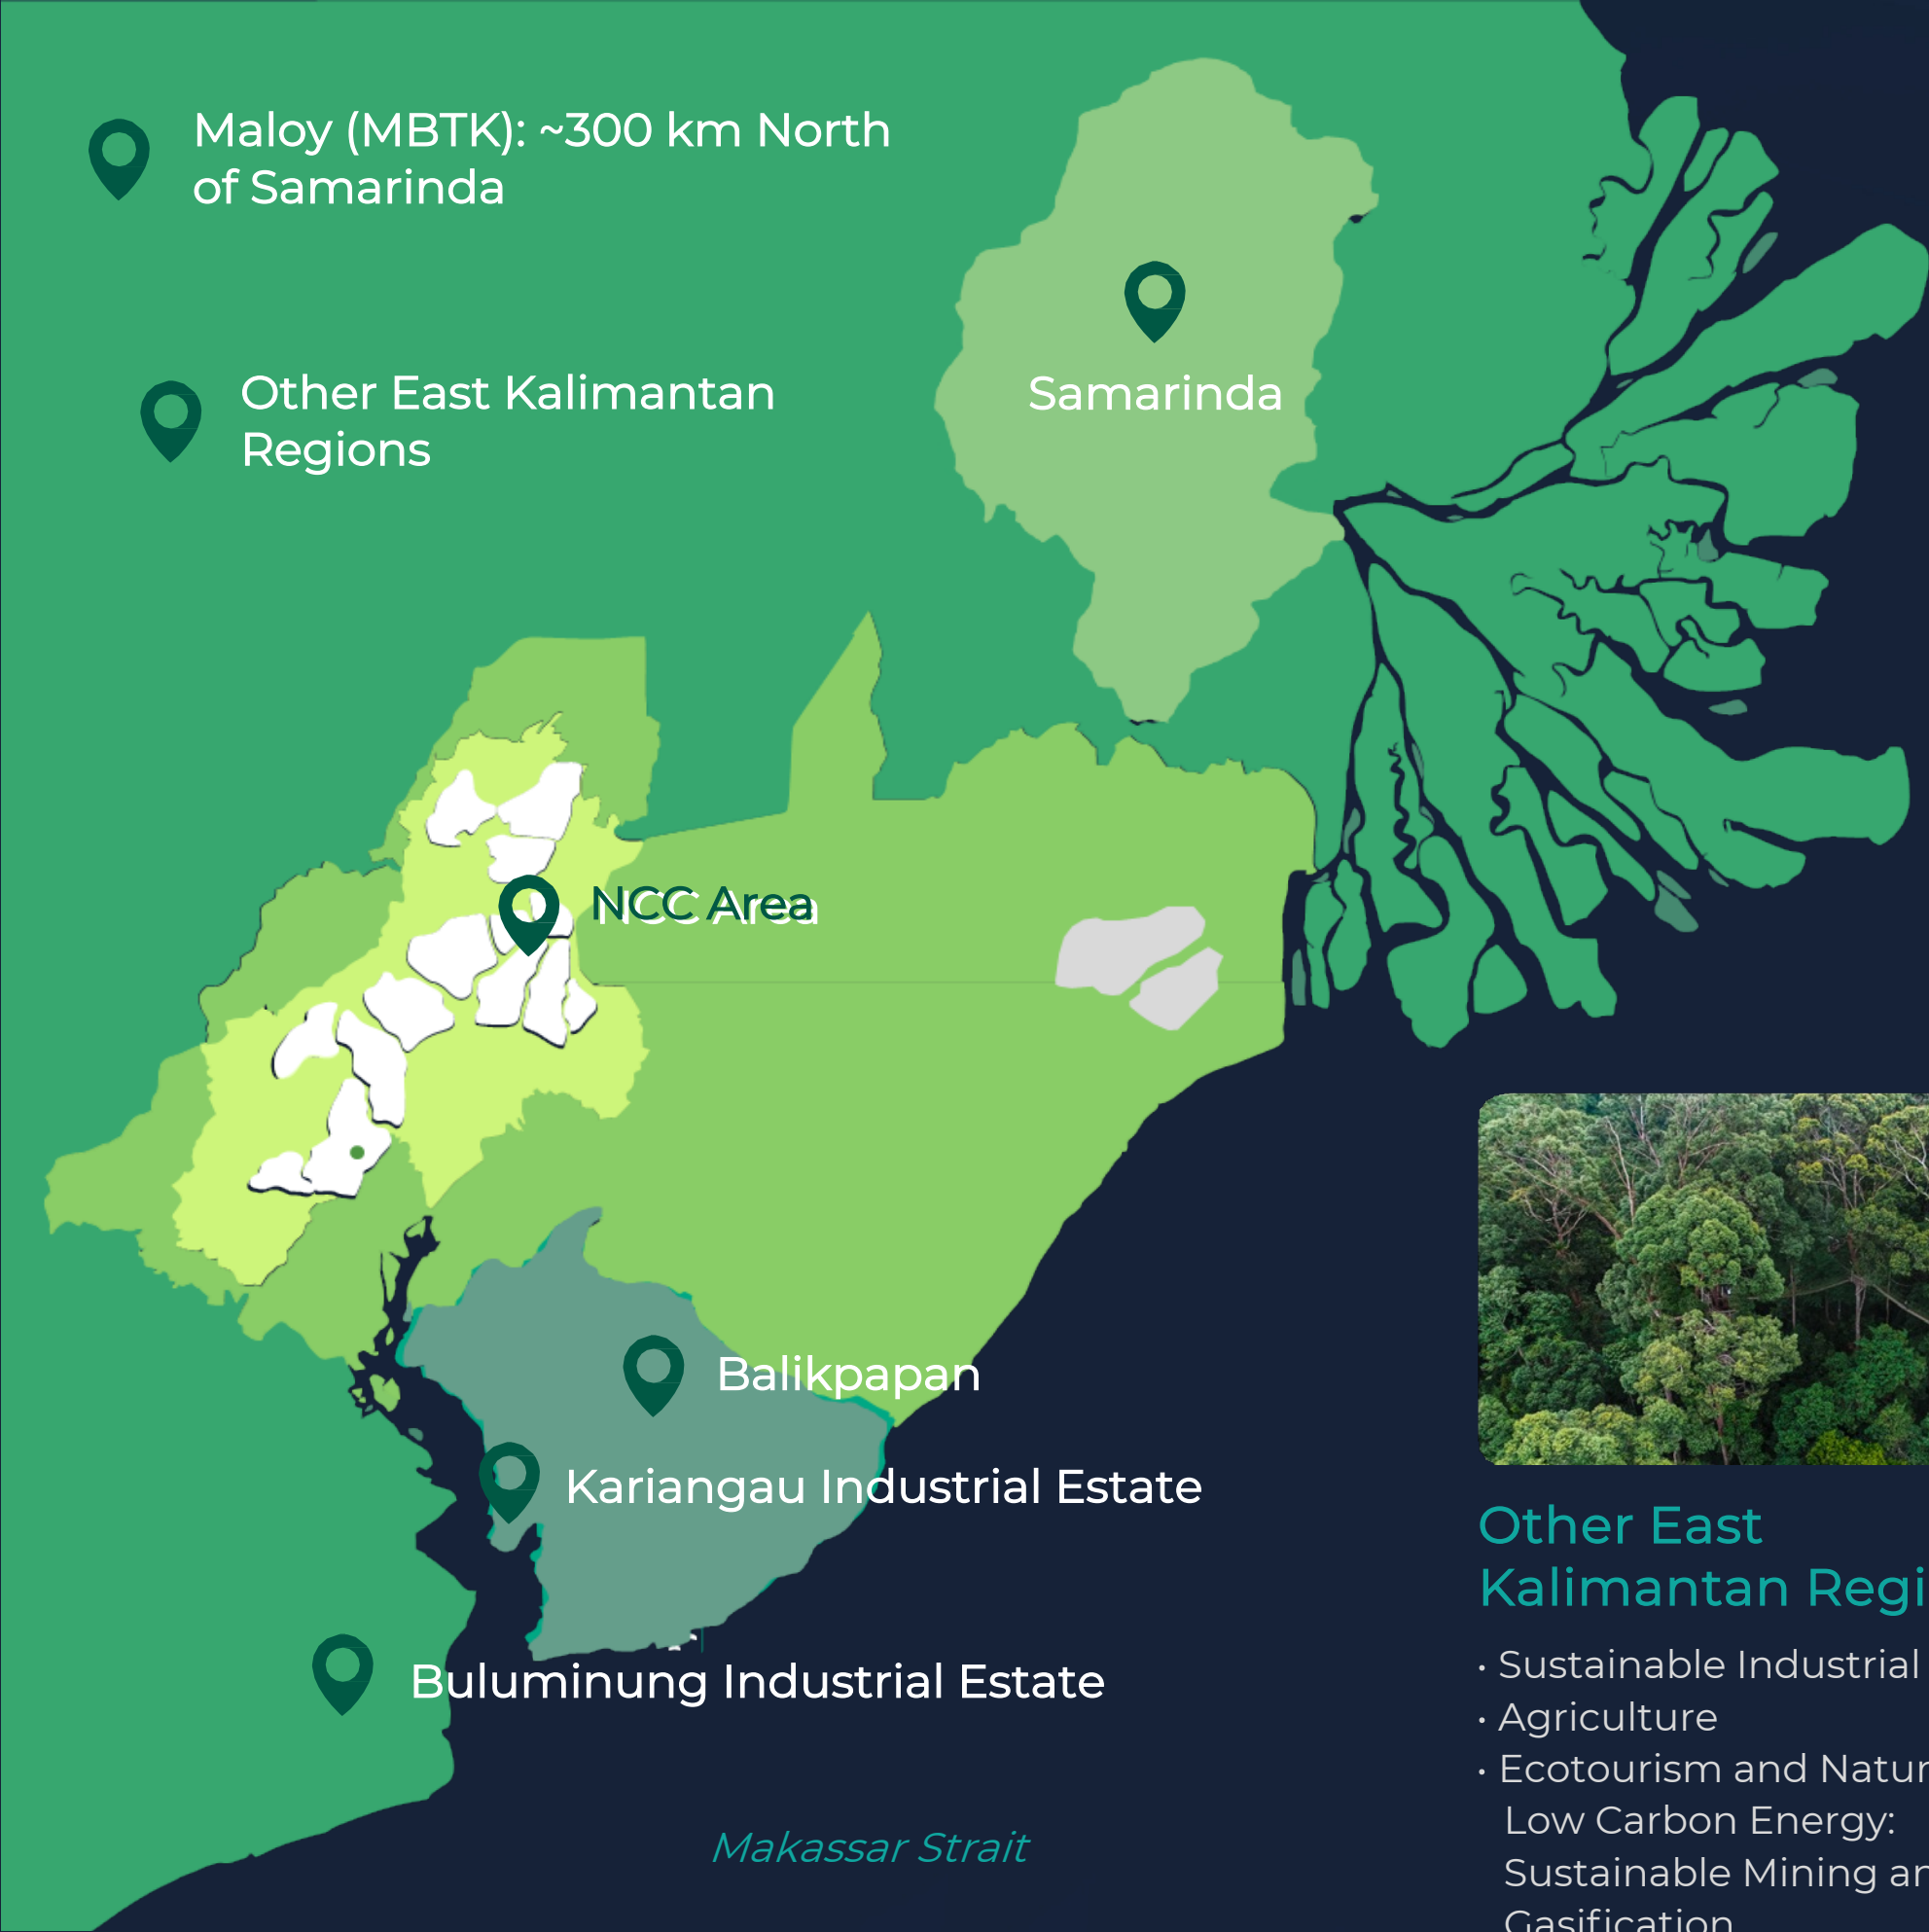 Maloy (MBTK): ~300 km North
of Samarinda
Other East Kalimantan
Regions
Samarinda
NCC Area
Balikpapan
Kariangau Industrial Estate
Buluminung Industrial Estate
Makassar Strait
Other East
Kalimantan Regi
• Sustainable Industrial
• Agriculture
• Ecotourism and Natur
Low Carbon Energy:
Sustainable Mining an
Gasification